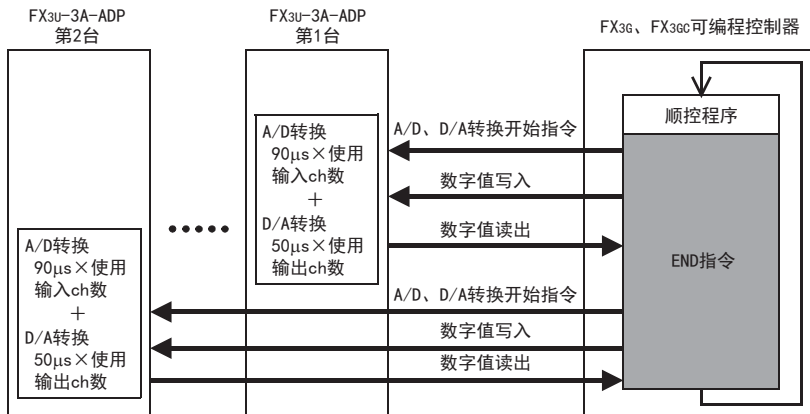 FX3U-3A-ADP
第2台
FX3U-3A-ADP
第1台
FX3G、FX3GC可编程控制器
A/D转换
90μs×使用
输入ch数
+
D/A转换
50μs×使用
输出ch数
A/D转换
90μs×使用
输入ch数
+
D/A转换
50μs×使用
输出ch数
A/D、D/A转换开始指令
数字值写入
数字值读出
A/D、D/A转换开始指令
数字值写入
数字值读出
顺控程序
END指令